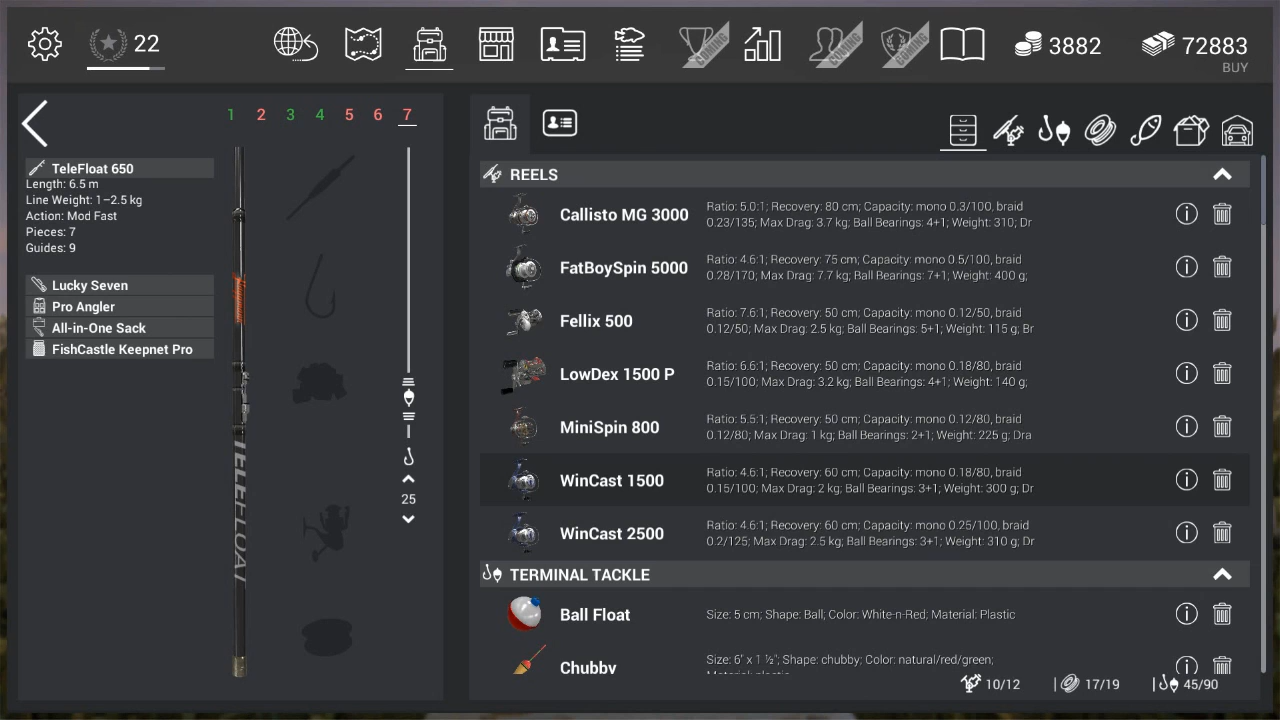 22
COMING
COMING
COMING
3882
72883
BUY
1 2 3 4 5 6 7
TeleFloat 650
Length: 6.5 m
Line Weight: 1–2.5 kg
Action: Mod Fast
Pieces: 7
Guides: 9
Lucky Seven
Pro Angler
All-in-One Sack
FishCastle Keepnet Pro
TELEFLOAT
25
REELS
Callisto MG 3000
Ratio: 5.0:1; Recovery: 80 cm; Capacity: mono 0.3/100, braid
0.23/135; Max Drag: 3.7 kg; Ball Bearings: 4+1; Weight: 310; Dr
FatBoySpin 5000
Ratio: 4.6:1; Recovery: 75 cm; Capacity: mono 0.5/100, braid
0.28/170; Max Drag: 7.7 kg; Ball Bearings: 7+1; Weight: 400 g;
Fellix 500
Ratio: 7.6:1; Recovery: 50 cm; Capacity: mono 0.12/50, braid
0.12/50; Max Drag: 2.5 kg; Ball Bearings: 5+1; Weight: 115 g; Br
LowDex 1500 P
Ratio: 6.6:1; Recovery: 50 cm; Capacity: mono 0.18/80, braid
0.15/100; Max Drag: 3.2 kg; Ball Bearings: 4+1; Weight: 140 g;
MiniSpin 800
Ratio: 5.5:1; Recovery: 50 cm; Capacity: mono 0.12/80, braid
0.12/80; Max Drag: 1 kg; Ball Bearings: 2+1; Weight: 225 g; Dra
WinCast 1500
Ratio: 4.6:1; Recovery: 60 cm; Capacity: mono 0.18/80, braid
0.15/100; Max Drag: 2 kg; Ball Bearings: 3+1; Weight: 300 g; Dr
WinCast 2500
Ratio: 4.6:1; Recovery: 60 cm; Capacity: mono 0.25/100, braid
0.2/125; Max Drag: 2.5 kg; Ball Bearings: 3+1; Weight: 310 g; Dr
TERMINAL TACKLE
Ball Float
Size: 5 cm; Shape: Ball; Color: White-n-Red; Material: Plastic
Chubby
Size: 6" x 1 ½"; Shape: chubby; Color: natural/red/green;
Material: plastic
10/12
17/19
45/90